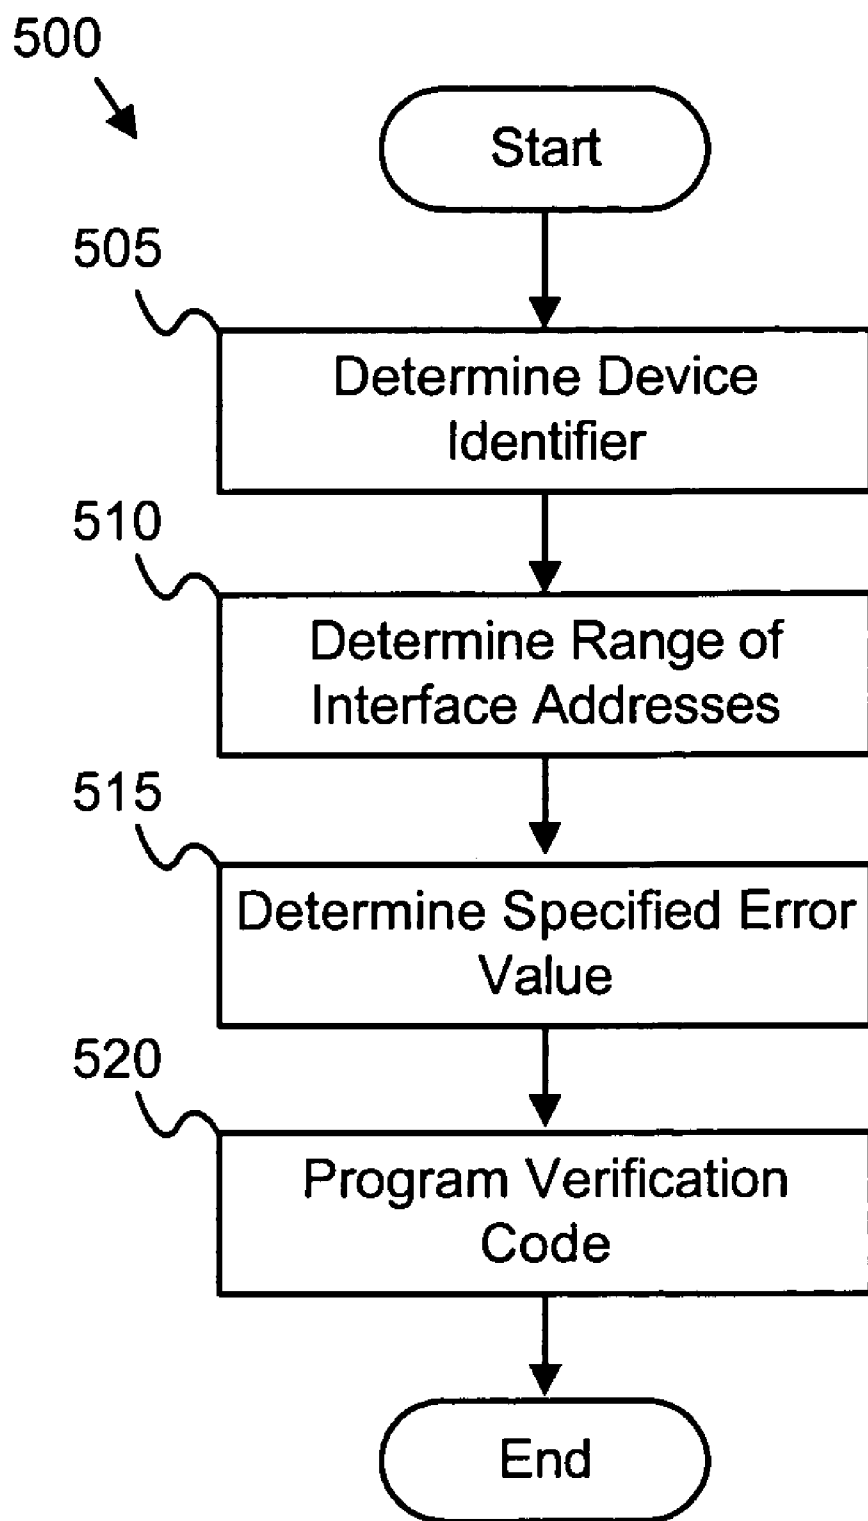 500
Start
505
Determine Device
Identifier
510
Determine Range of
Interface Addresses
515
Determine Specified Error
Value
520
Program Verification
Code
End